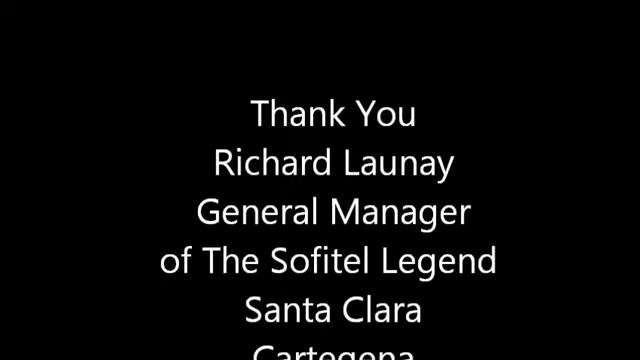 Thank You
Richard Launay
General Manager
of The Sofitel Legend
Santa Clara
Cartegena